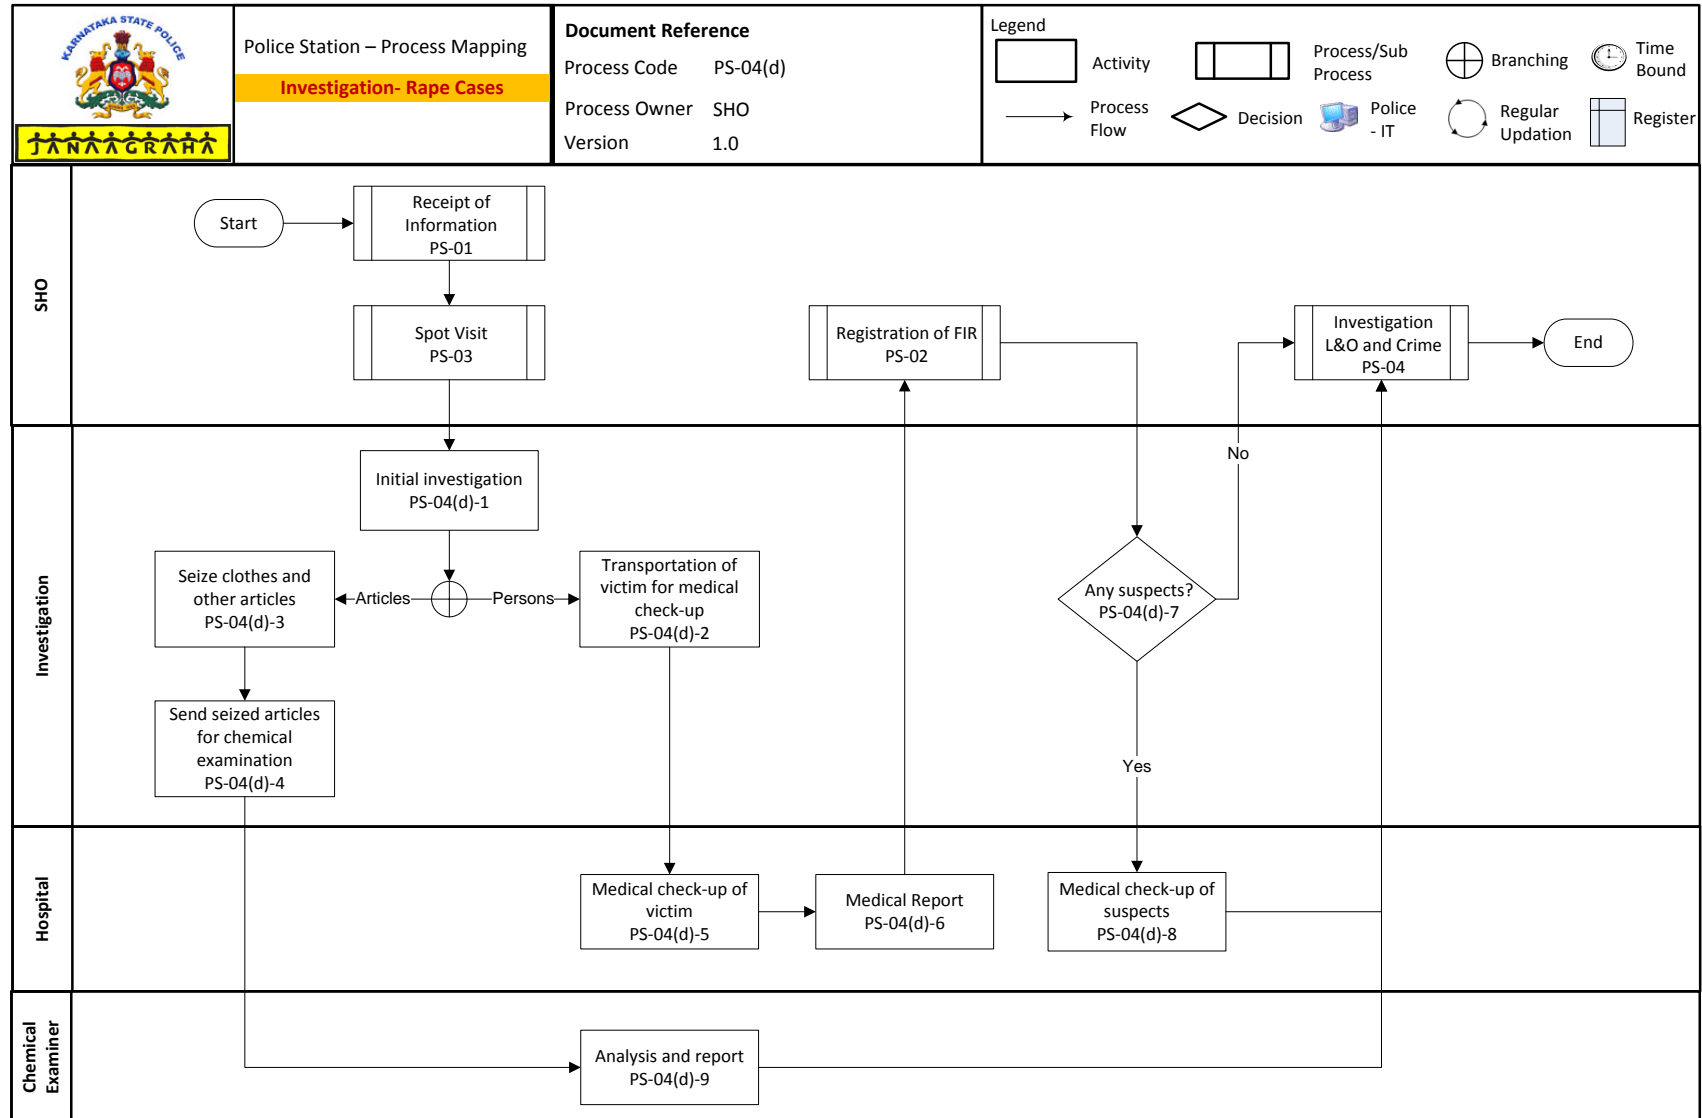 KARNATAKA STATE POLICE
JANAAGRAHA
Police Station – Process Mapping
Investigation- Rape Cases
Document Reference
Process Code PS-04(d)
Process Owner SHO
Version 1.0
Legend
Activity
Process/Sub
Process
Branching
Time
Bound
Process
Flow
Decision
Police
- IT
Regular
Updation
Register
SHO
Start
Receipt of
Information
PS-01
Spot Visit
PS-03
Registration of FIR
PS-02
Investigation
L&O and Crime
PS-04
End
Investigation
Initial investigation
PS-04(d)-1
No
Seize clothes and
other articles
PS-04(d)-3
Articles
Persons
Transportation of
victim for medical
check-up
PS-04(d)-2
Any suspects?
PS-04(d)-7
Send seized articles
for chemical
examination
PS-04(d)-4
Yes
Hospital
Medical check-up of
victim
PS-04(d)-5
Medical Report
PS-04(d)-6
Medical check-up of
suspects
PS-04(d)-8
Chemical
Examiner
Analysis and report
PS-04(d)-9